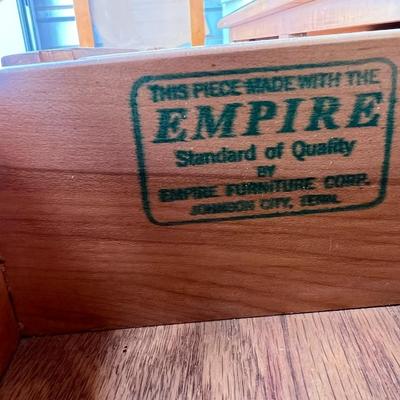 THIS PIECE MADE WITH THE
EMPIRE
Standard of Quality
BY
EMPIRE FURNITURE CORP.
JOHNSON CITY, TENN.